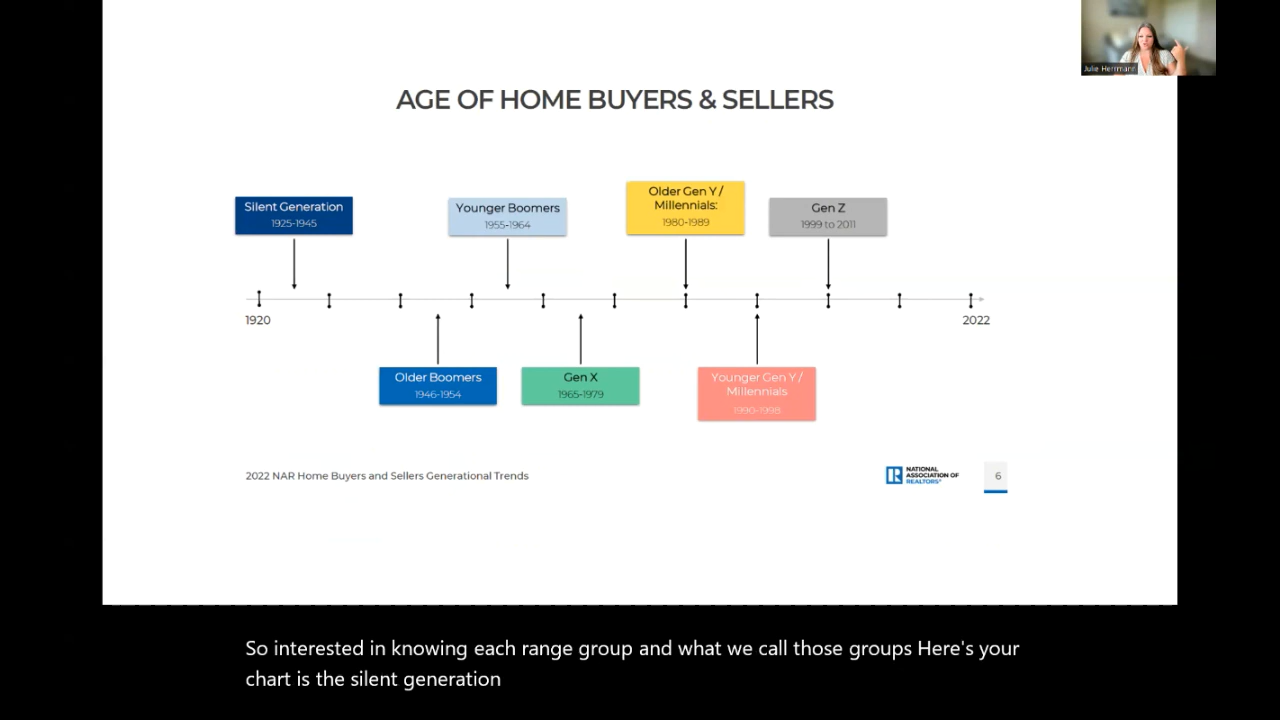 Julie Herrmann
AGE OF HOME BUYERS & SELLERS
Silent Generation
1925-1945
Younger Boomers
1955-1964
Older Gen Y /
Millennials:
1980-1989
Gen Z
1999 to 2011
1920
2022
Older Boomers
1946-1954
Gen X
1965-1979
Younger Gen Y /
Millennials
1990-1998
2022 NAR Home Buyers and Sellers Generational Trends
NATIONAL
ASSOCIATION OF
REALTORS®
6
So interested in knowing each range group and what we call those groups Here's your
chart is the silent generation